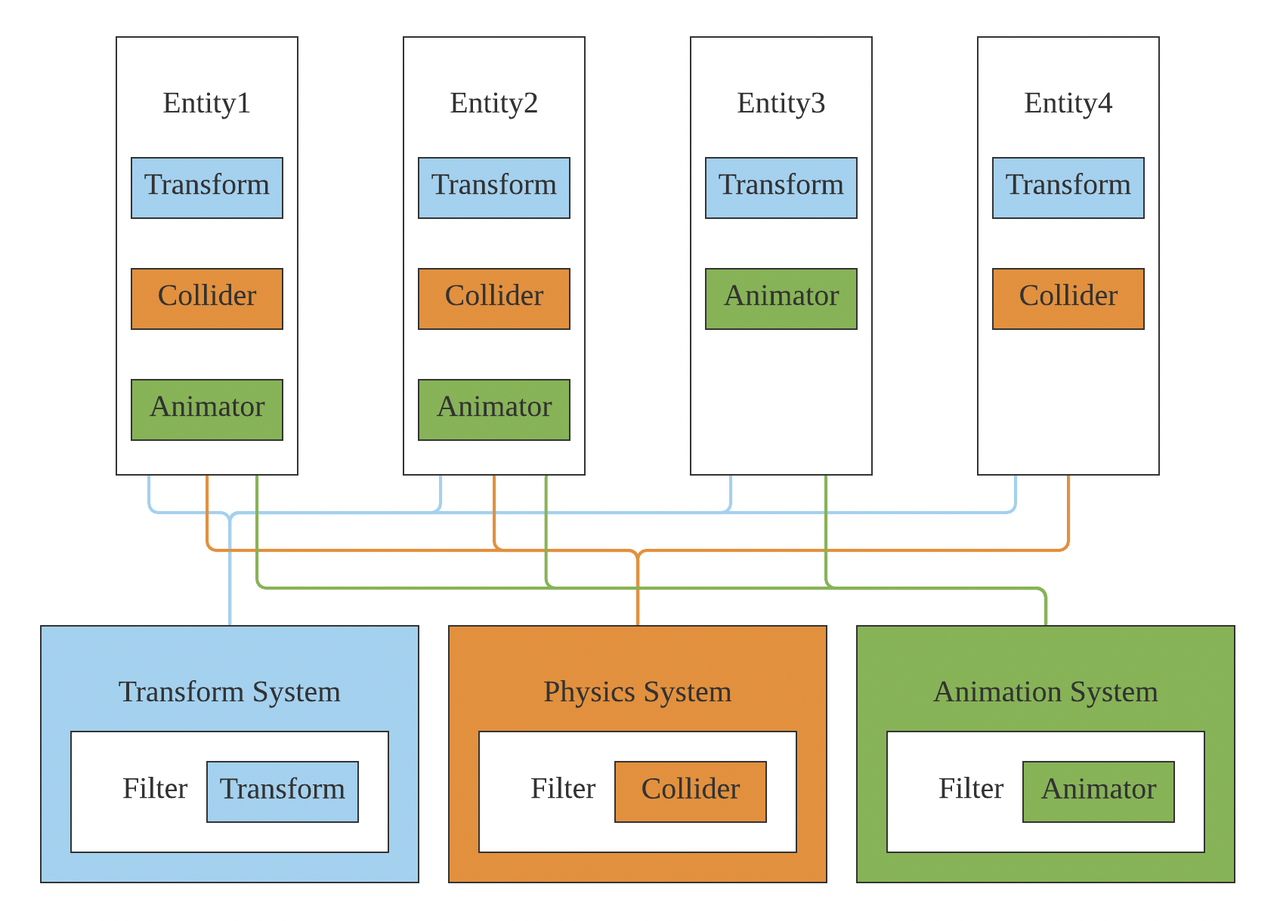 Entity1
Transform
Collider
Animator
Entity2
Transform
Collider
Animator
Entity3
Transform
Animator
Entity4
Transform
Collider
Transform System
Filter Transform
Physics System
Filter Collider
Animation System
Filter Animator